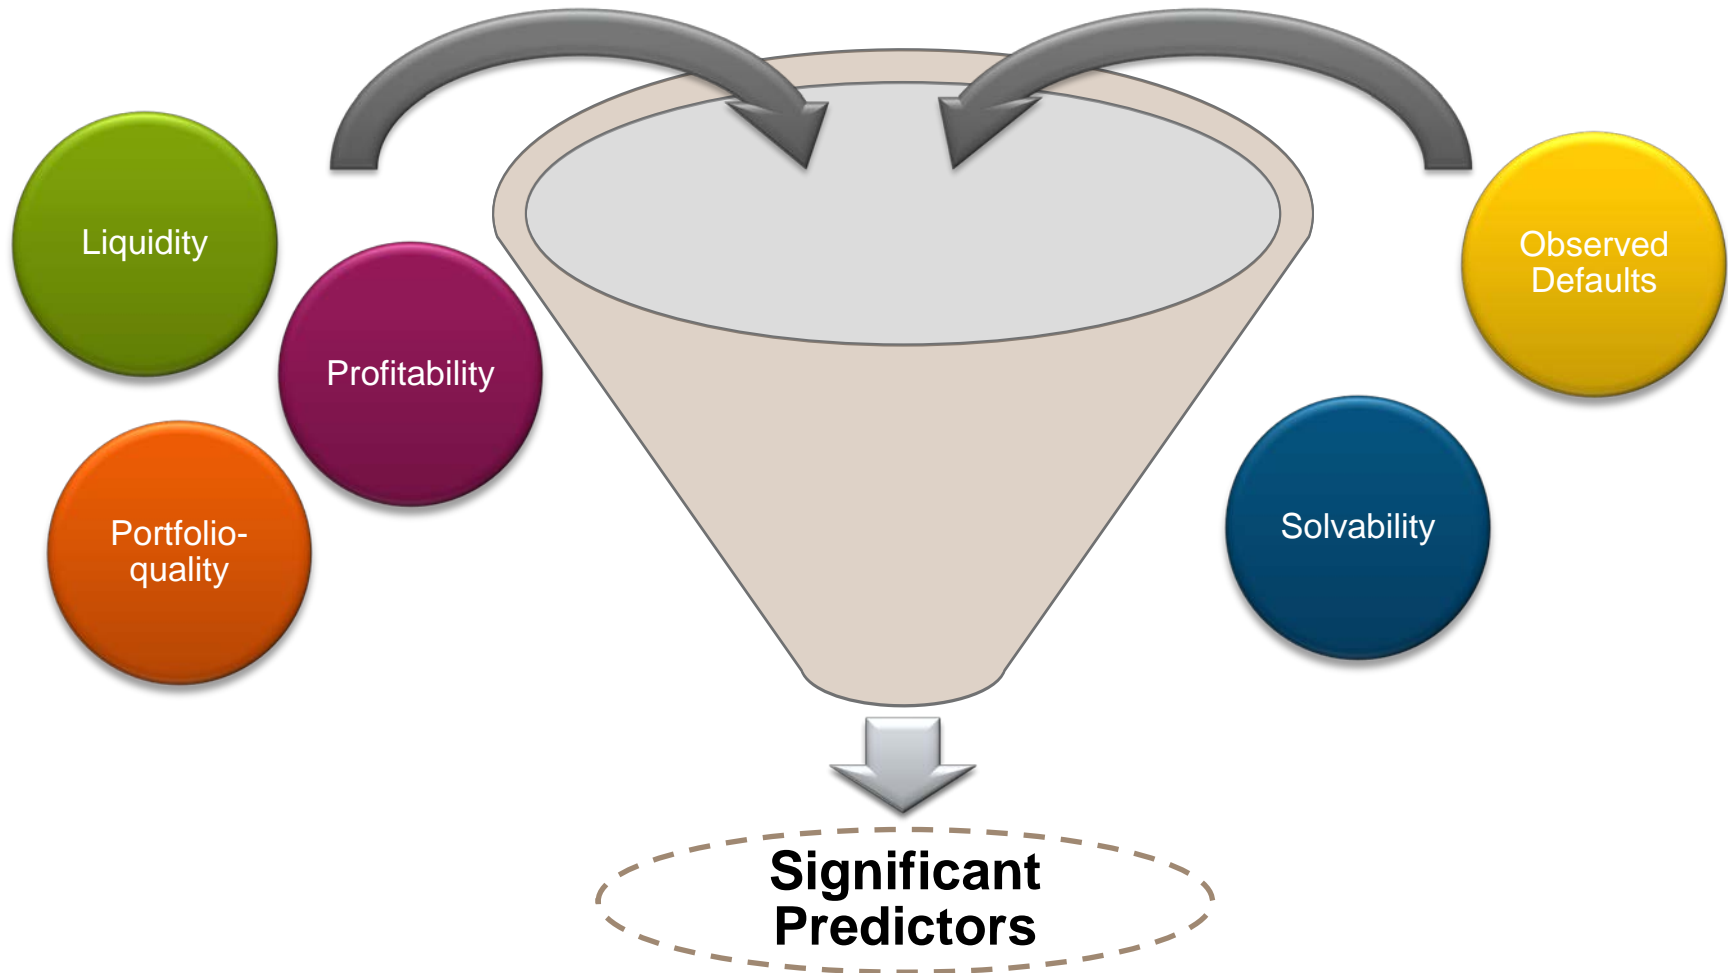 Liquidity
Profitability
Portfolio-
quality
Observed
Defaults
Solvability
Significant
Predictors